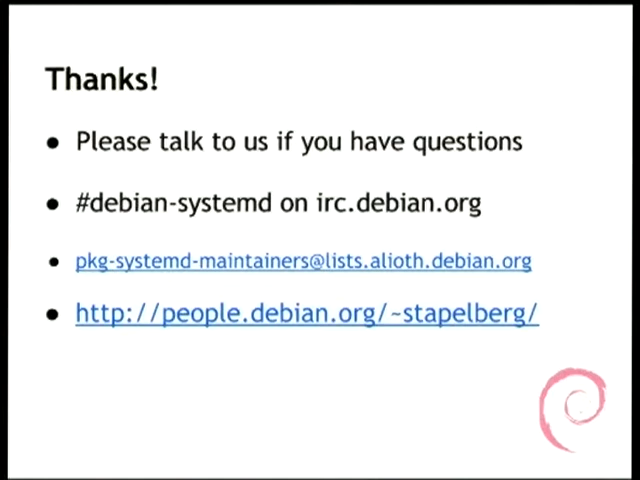 Thanks!
● Please talk to us if you have questions
● #debian-systemd on irc.debian.org
● pkg-systemd-maintainers@lists.alioth.debian.org
● http://people.debian.org/~stapelberg/